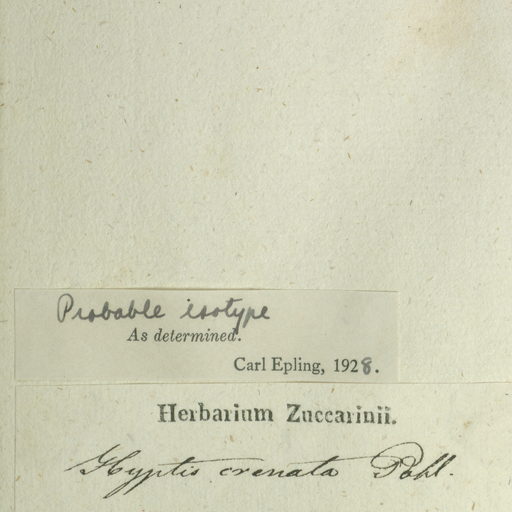 Probable isotype
As determined.
Carl Epling, 1928.
Herbarium Zuccarinii.
Hyptis crenata Pohl.